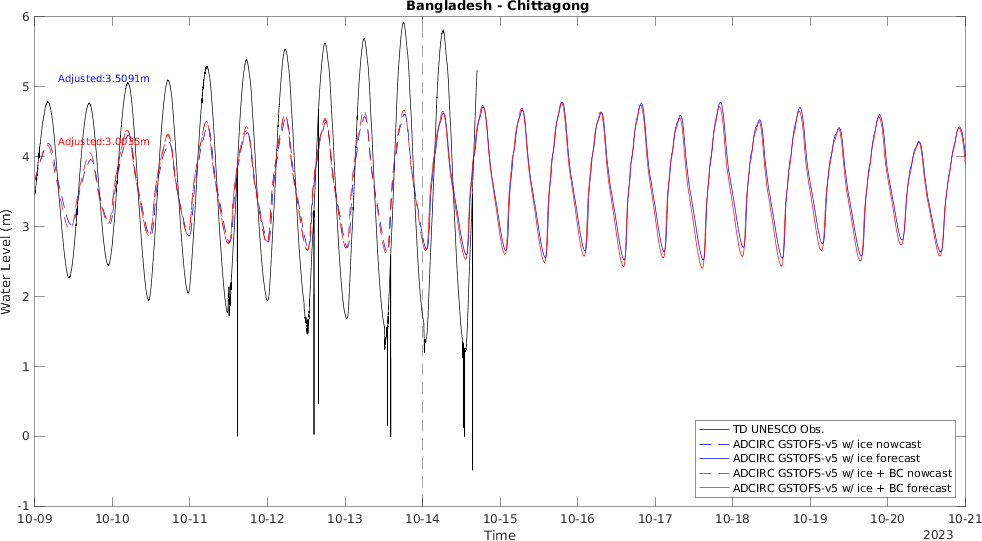 Bangladesh - Chittagong
6
5
4
3
2
1
0
-1
Water Level (m)
Adjusted:3.5091m
Adjusted:3.0035m
TD UNESCO Obs.
ADCIRC GSTOFS-v5 w/ ice nowcast
ADCIRC GSTOFS-v5 w/ ice forecast
ADCIRC GSTOFS-v5 w/ ice + BC nowcast
ADCIRC GSTOFS-v5 w/ ice + BC forecast
10-09 10-10 10-11 10-12 10-13 10-14 10-15 10-16 10-17 10-18 10-19 10-20 10-21
Time
2023